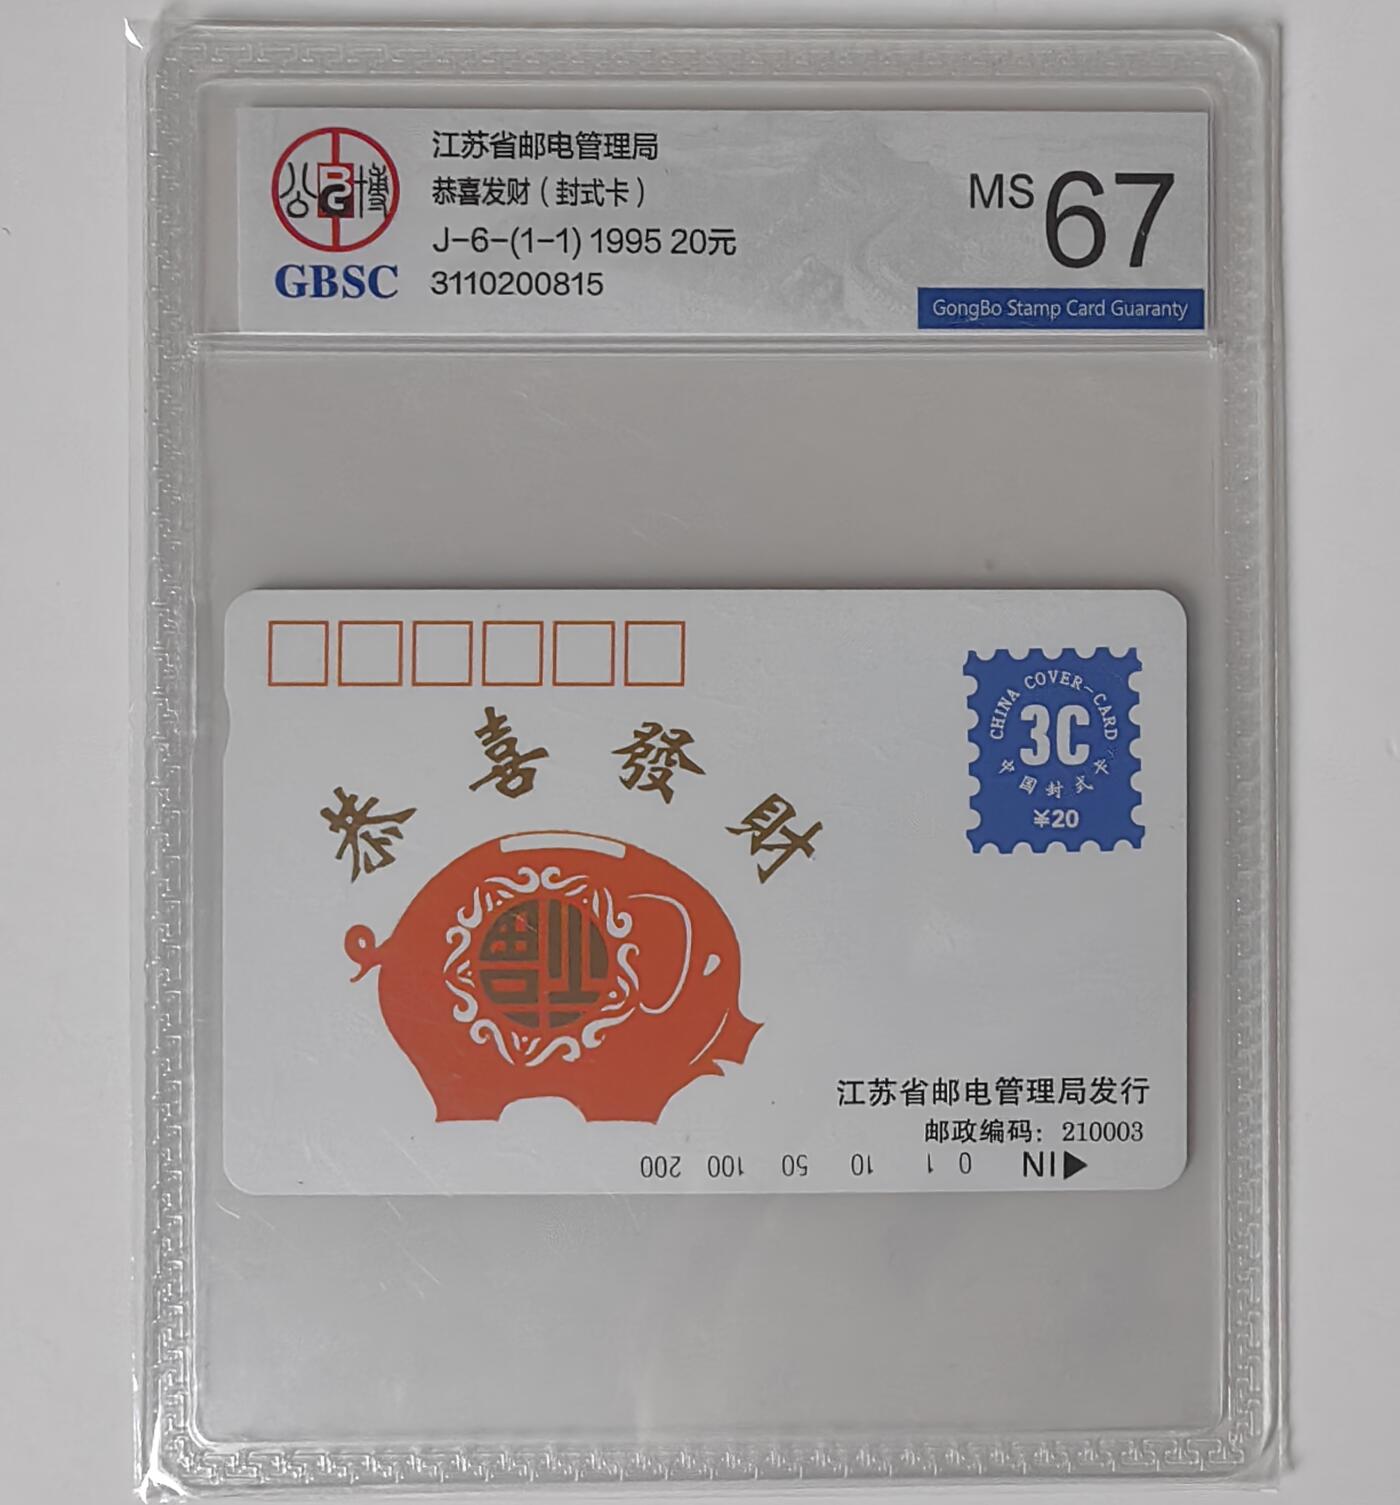 公博
GBSC
江苏省邮电管理局
恭喜发财（封式卡）
J-6-(1-1) 1995 20元
3110200815
MS 67
GongBo Stamp Card Guaranty
CHINA COVER-CARD
3C
中国封式卡
¥20
恭喜發財
福
江苏省邮电管理局发行
邮政编码：210003
IN 0 1 10 50 100 200